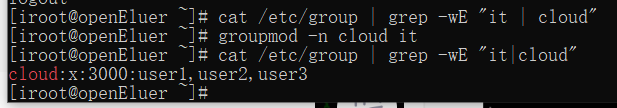 logout
[iroot@openEluer ~]# cat /etc/group | grep -wE "it | cloud"
[iroot@openEluer ~]# groupmod -n cloud it
[iroot@openEluer ~]# cat /etc/group | grep -wE "it|cloud"
cloud:x:3000:user1,user2,user3
[iroot@openEluer ~]#